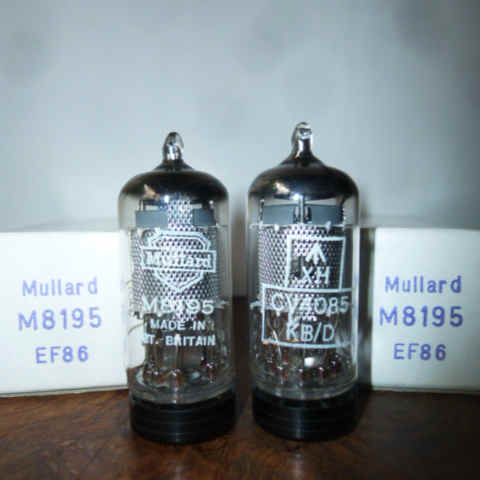 Mullard
M8195
EF86
Mullard
M8195
MADE IN
GT. BRITAIN
XH
CV4085
KB/D
Mullard
M8195
EF86